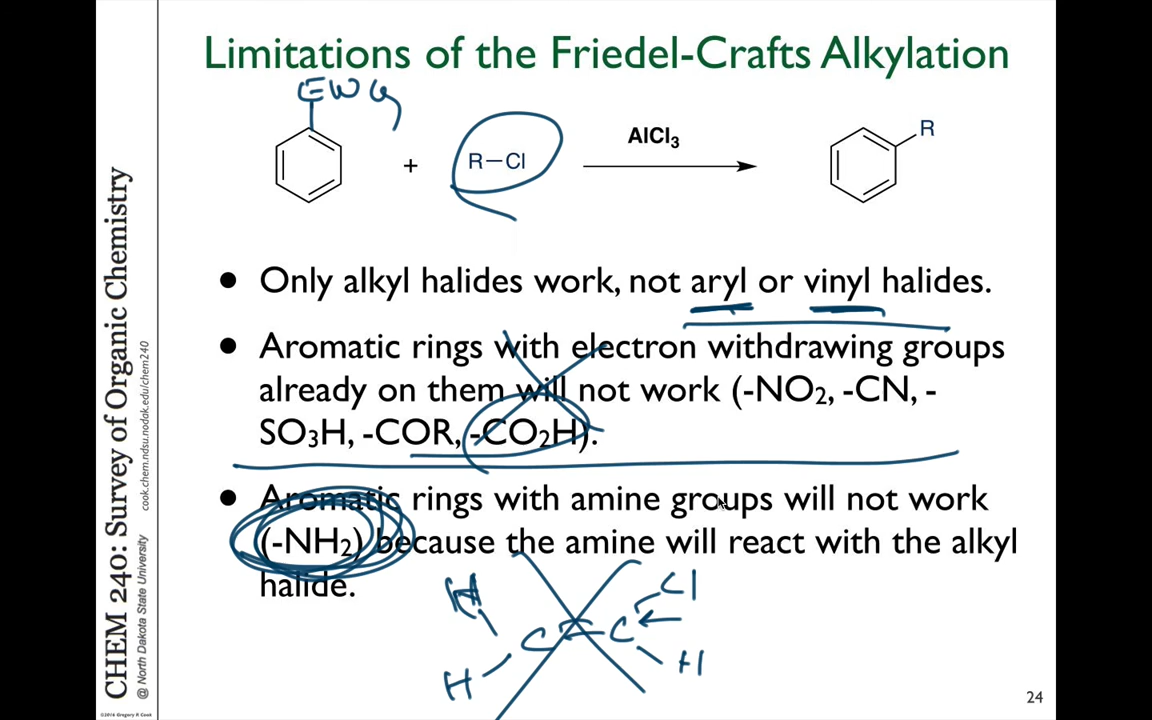 Limitations of the Friedel-Crafts Alkylation
EWG
+
R-Cl
AlCl3
R
● Only alkyl halides work, not aryl or vinyl halides.
● Aromatic rings with electron withdrawing groups
already on them will not work (-NO2, -CN, -
SO3H, -COR, -CO2H).
● Aromatic rings with amine groups will not work
(-NH2) because the amine will react with the alkyl
halide.
H Cl
C = C
H H
24
CHEM 240: Survey of Organic Chemistry
@ North Dakota State University cook.chem.ndsu.nodak.edu/chem240
©2016 Gregory R Cook